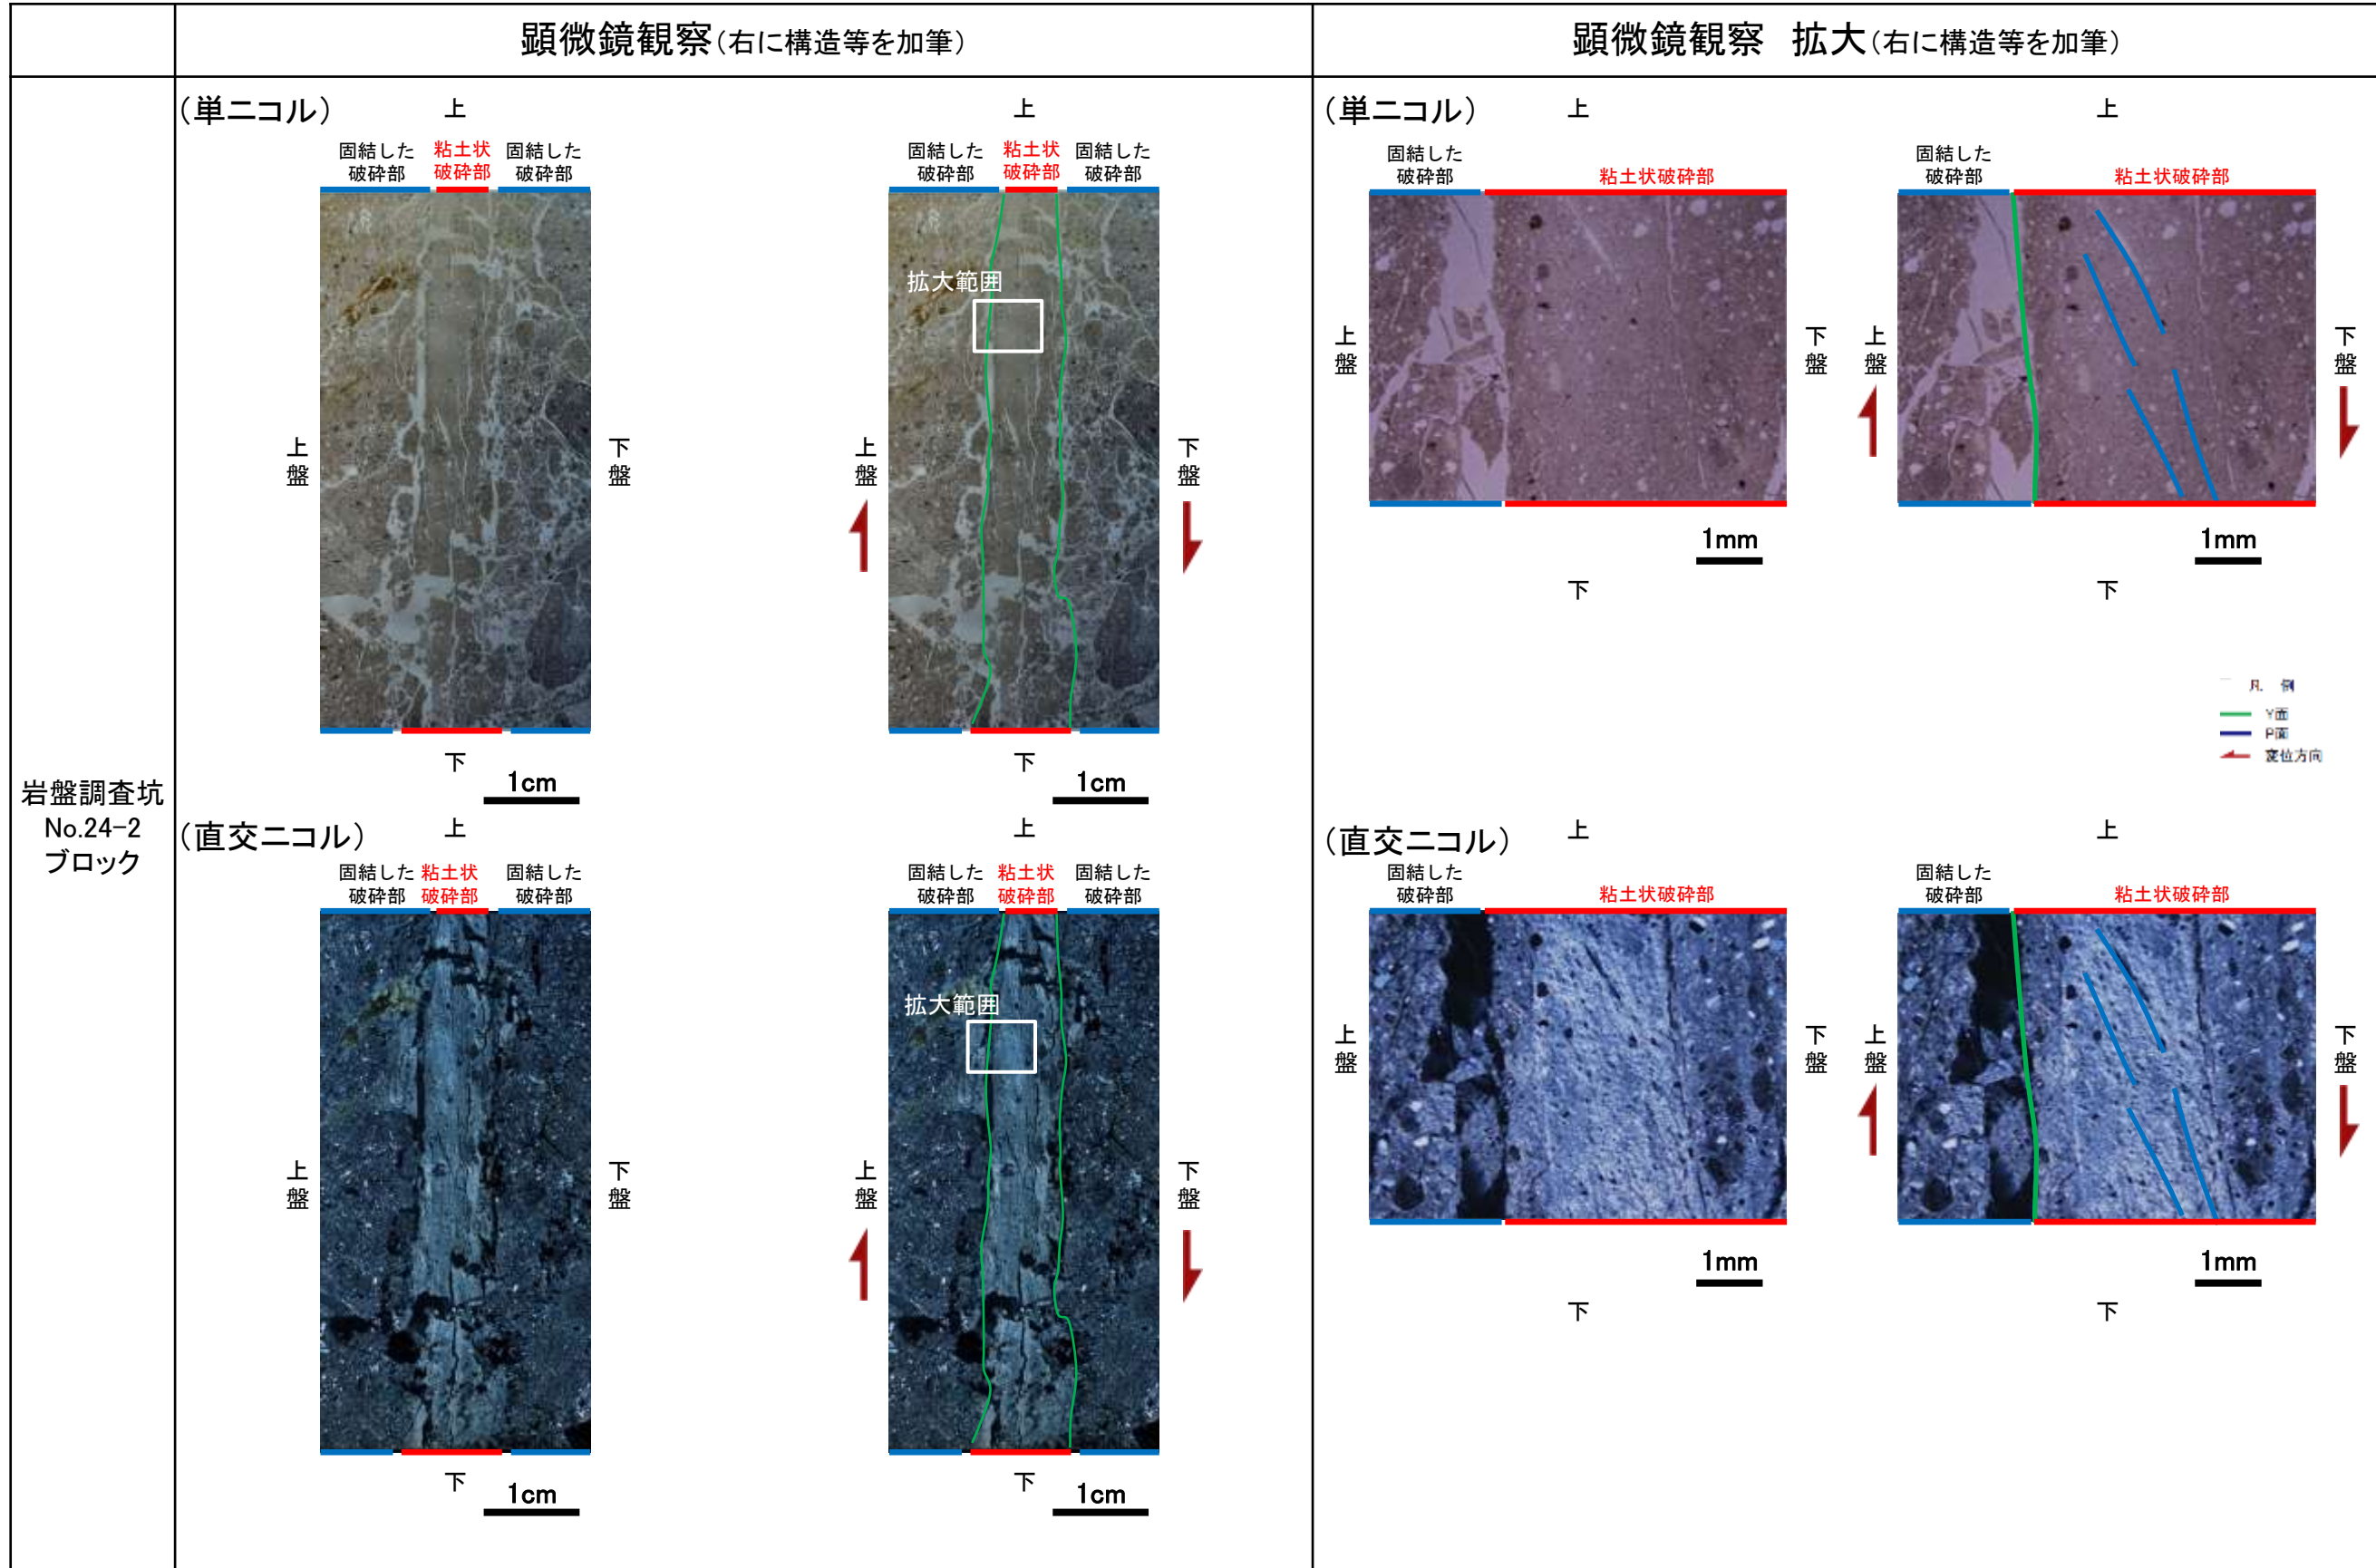 顕微鏡観察(右に構造等を加筆)
顕微鏡観察 拡大(右に構造等を加筆)
岩盤調査坑
No.24-2
ブロック
(単ニコル)
上
固結した
破砕部
粘土状
破砕部
固結した
破砕部
上盤
下盤
下
1cm
上
固結した
破砕部
粘土状
破砕部
固結した
破砕部
拡大範囲
上盤
下盤
下
1cm
(直交ニコル)
上
固結した
破砕部
粘土状
破砕部
固結した
破砕部
上盤
下盤
下
1cm
上
固結した
破砕部
粘土状
破砕部
固結した
破砕部
拡大範囲
上盤
下盤
下
1cm
(単ニコル)
上
固結した
破砕部
粘土状破砕部
上盤
下盤
1mm
下
上
固結した
破砕部
粘土状破砕部
上盤
下盤
1mm
下
凡 例
Y面
P面
変位方向
(直交ニコル)
上
固結した
破砕部
粘土状破砕部
上盤
下盤
1mm
下
上
固結した
破砕部
粘土状破砕部
上盤
下盤
1mm
下